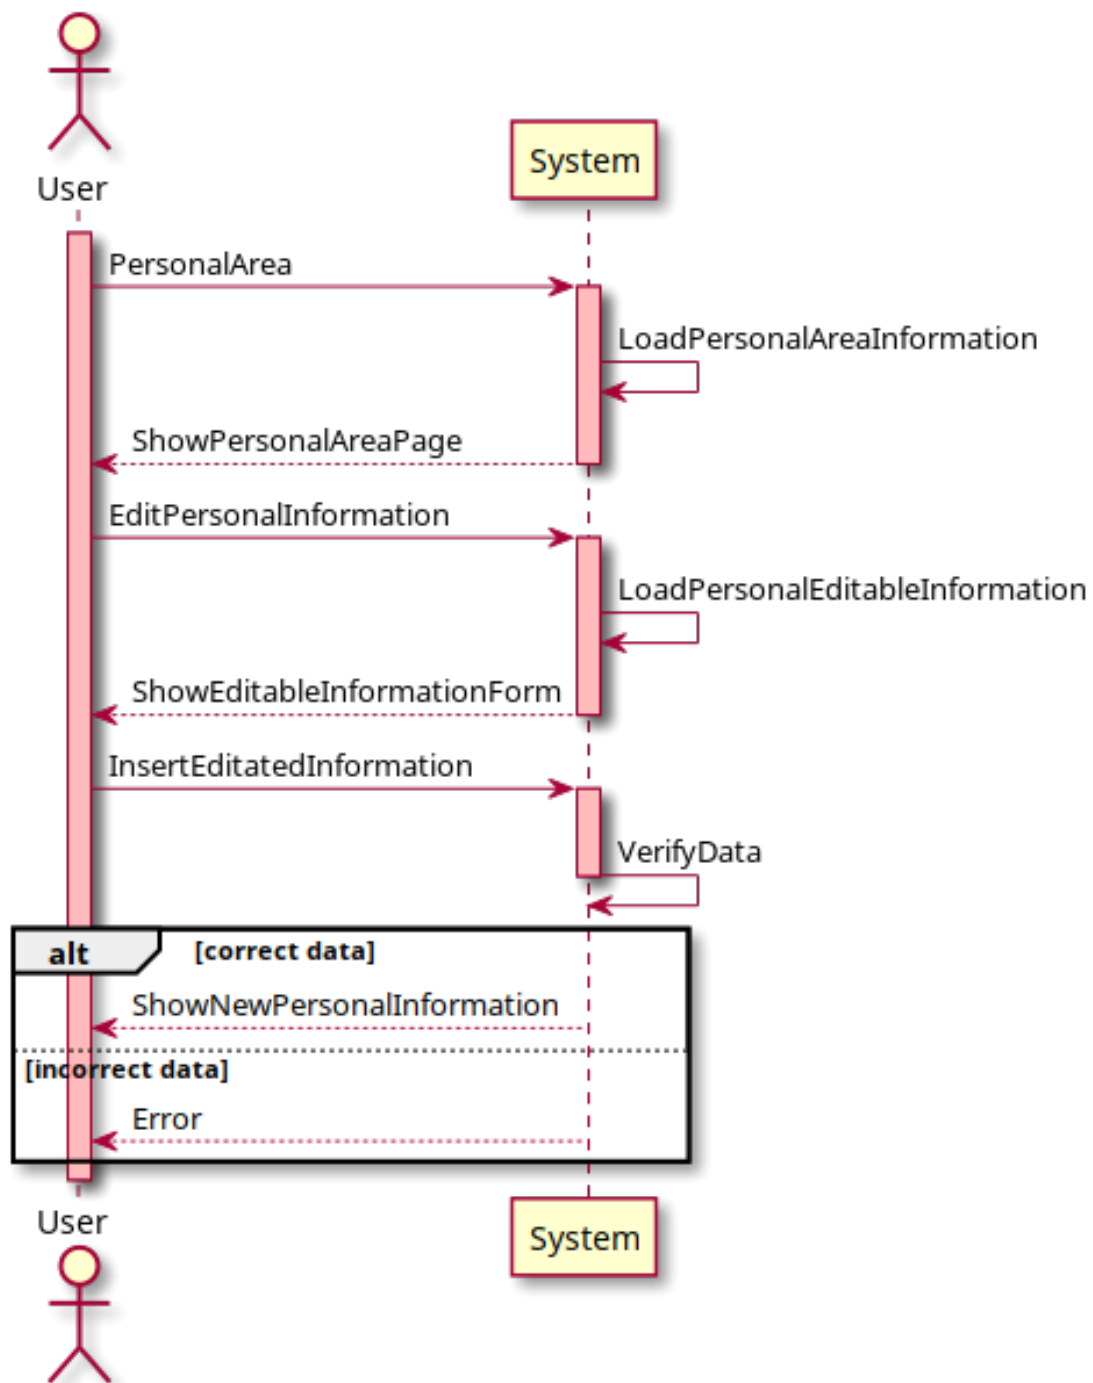 User
System
PersonalArea
LoadPersonalAreaInformation
ShowPersonalAreaPage
EditPersonalInformation
LoadPersonalEditableInformation
ShowEditableInformationForm
InsertEditatedInformation
VerifyData
alt [correct data]
ShowNewPersonalInformation
[incorrect data]
Error
User
System